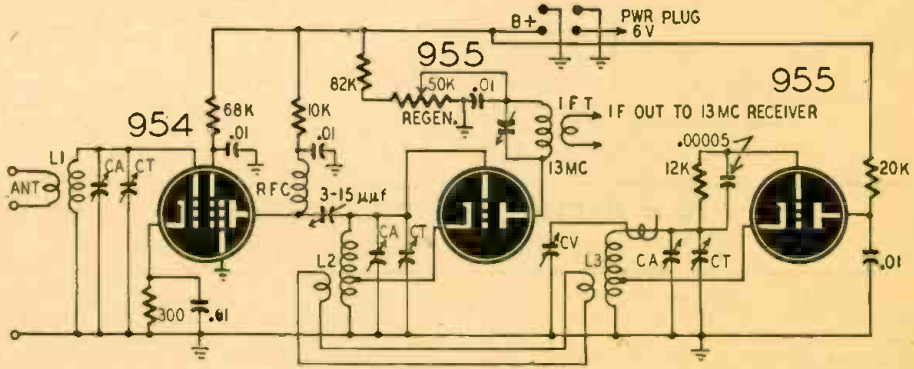 B+
PWR PLUG
6V
955
955
82K
50K
.01
REGEN.
68K
10K
954
.01
.01
IFT
IF OUT TO 13MC RECEIVER
13MC
.00005
12K
20K
L1
CA
CT
ANT
RFC
3-15 µµf
CA
CT
CV
L2
L3
CA
CT
.01
300
.01